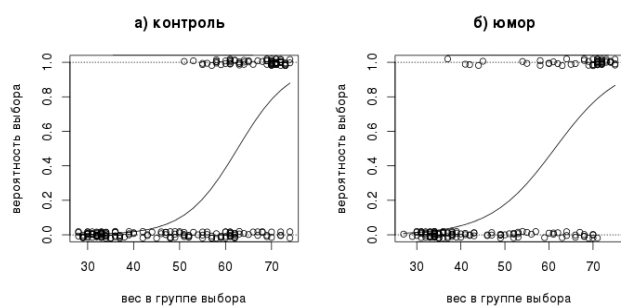 а) контроль
вероятность выбора
0.0 0.2 0.4 0.6 0.8 1.0
30 40 50 60 70
вес в группе выбора
б) юмор
вероятность выбора
0.0 0.2 0.4 0.6 0.8 1.0
30 40 50 60 70
вес в группе выбора